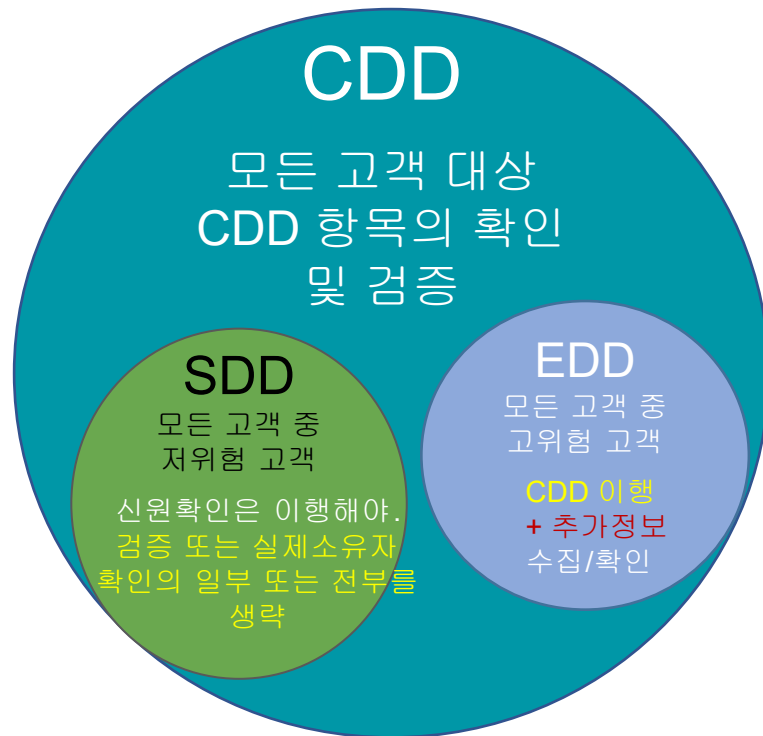 CDD
모든 고객 대상
CDD 항목의 확인
및 검증
SDD
모든 고객 중
저위험 고객
신원확인은 이행해야.
검증 또는 실제소유자
확인의 일부 또는 전부를
생략
EDD
모든 고객 중
고위험 고객
CDD 이행
+ 추가정보
수집/확인